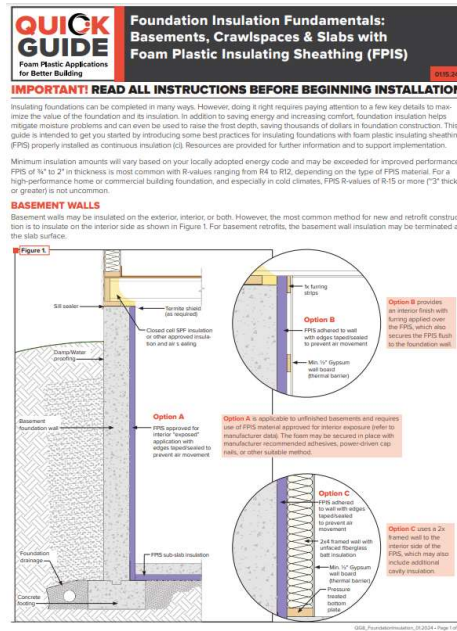 QUICK
GUIDE
Foam Plastic Applications
for Better Building
Foundation Insulation Fundamentals:
Basements, Crawlspaces & Slabs with
Foam Plastic Insulating Sheathing (FPIS)
01.15.24
IMPORTANT! READ ALL INSTRUCTIONS BEFORE BEGINNING INSTALLATION
Insulating foundations can be completed in many ways. However, doing it right requires paying attention to a few key details to max-
imize the value of the foundation and its insulation. In addition to saving energy and increasing comfort, foundation insulation helps
mitigate moisture problems and can even be used to raise the frost depth, saving thousands of dollars in foundation construction. This
guide is intended to get you started by introducing some best practices for insulating foundations with foam plastic insulating sheathin
(FPIS) properly installed as continuous insulation (ci). Resources are provided for further information and to support implementation.
Minimum insulation amounts will vary based on your locally adopted energy code and may be exceeded for improved performance
FPIS of ¾" to 2" in thickness is most common with R-values ranging from R4 to R12, depending on the type of FPIS material. For a
high-performance home or commercial building foundation, and especially in cold climates, FPIS R-values of R-15 or more (~3" thick
or greater) is not uncommon.
BASEMENT WALLS
Basement walls may be insulated on the exterior, interior, or both. However, the most common method for new and retrofit construc
tion is to insulate on the interior side as shown in Figure 1. For basement retrofits, the basement wall insulation may be terminated a
the slab surface.
Figure 1.
Sill sealer
Termite shield
(as required)
Closed cell SPF insulation
or other approved insula-
tion and air sealing
Damp/Water
proofing
Basement
foundation wall
Option A
FPIS approved for
interior "exposed"
application with
edges taped/sealed to
prevent air movement
FPIS sub-slab insulation
Foundation
drainage
Concrete
footing
1x furring
strips
Option B
FPIS adhered to wall
with edges taped/sealed
to prevent air movement
Min. ½" Gypsum
wall board
(thermal barrier)
Option B provides
an interior finish with
furring applied over
the FPIS, which also
secures the FPIS flush
to the foundation wall.
Option A is applicable to unfinished basements and requires
use of FPIS material approved for interior exposure (refer to
manufacturer data). The foam may be secured in place with
manufacturer recommended adhesives, power-driven cap
nails, or other suitable method.
Option C
FPIS adhered
to wall with edges
taped/sealed
to prevent air
movement
2x4 framed wall with
unfaced fiberglass
batt insulation
Min. ½" Gypsum
wall board
(thermal barrier)
Pressure
treated
bottom
plate
Option C uses a 2x
framed wall to the
interior side of the
FPIS, which may also
include additional
cavity insulation.
QG8_FoundationInsulation_01.2024 • Page 1 of